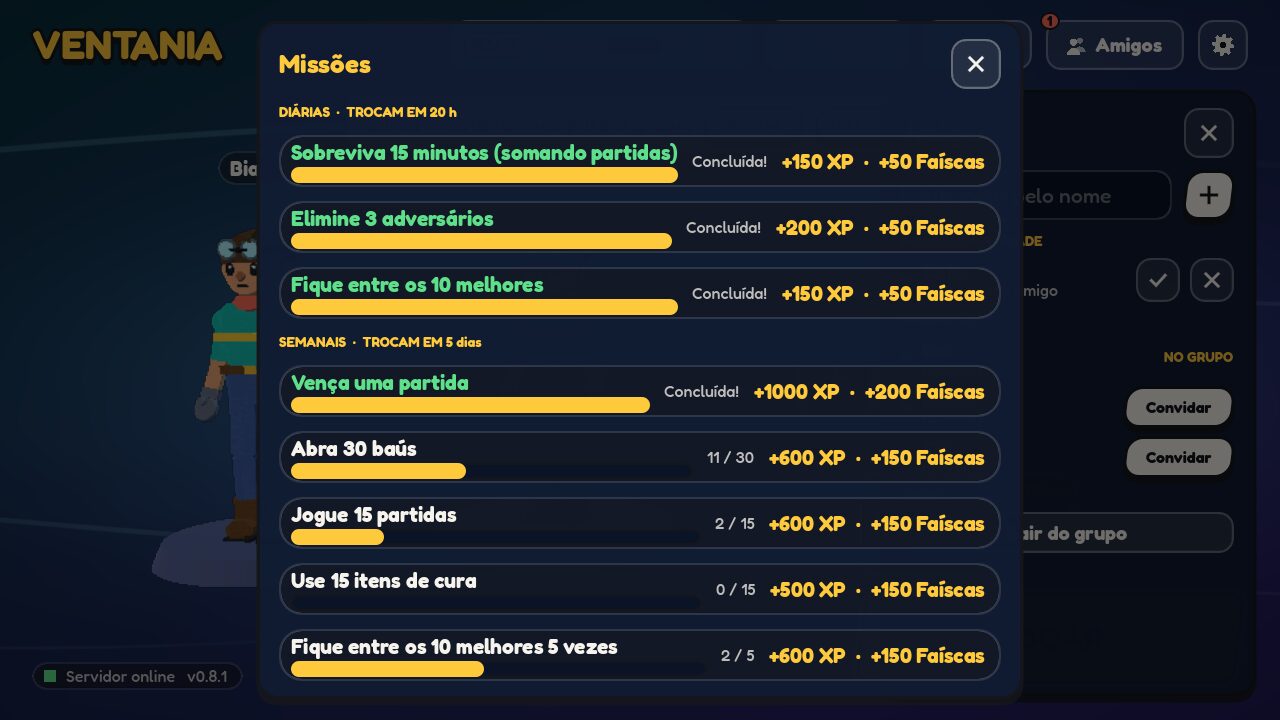 VENTANIA
1
Amigos
Missões
DIÁRIAS · TROCAM EM 20 h
Sobreviva 15 minutos (somando partidas)
Concluída!
+150 XP · +50 Faíscas
Elimine 3 adversários
Concluída!
+200 XP · +50 Faíscas
Fique entre os 10 melhores
Concluída!
+150 XP · +50 Faíscas
SEMANAIS · TROCAM EM 5 dias
Vença uma partida
Concluída!
+1000 XP · +200 Faíscas
Abra 30 baús
11 / 30
+600 XP · +150 Faíscas
Jogue 15 partidas
2 / 15
+600 XP · +150 Faíscas
Use 15 itens de cura
0 / 15
+500 XP · +150 Faíscas
Fique entre os 10 melhores 5 vezes
2 / 5
+600 XP · +150 Faíscas
nome
NO GRUPO
Convidar
Convidar
do grupo
Servidor online v0.8.1